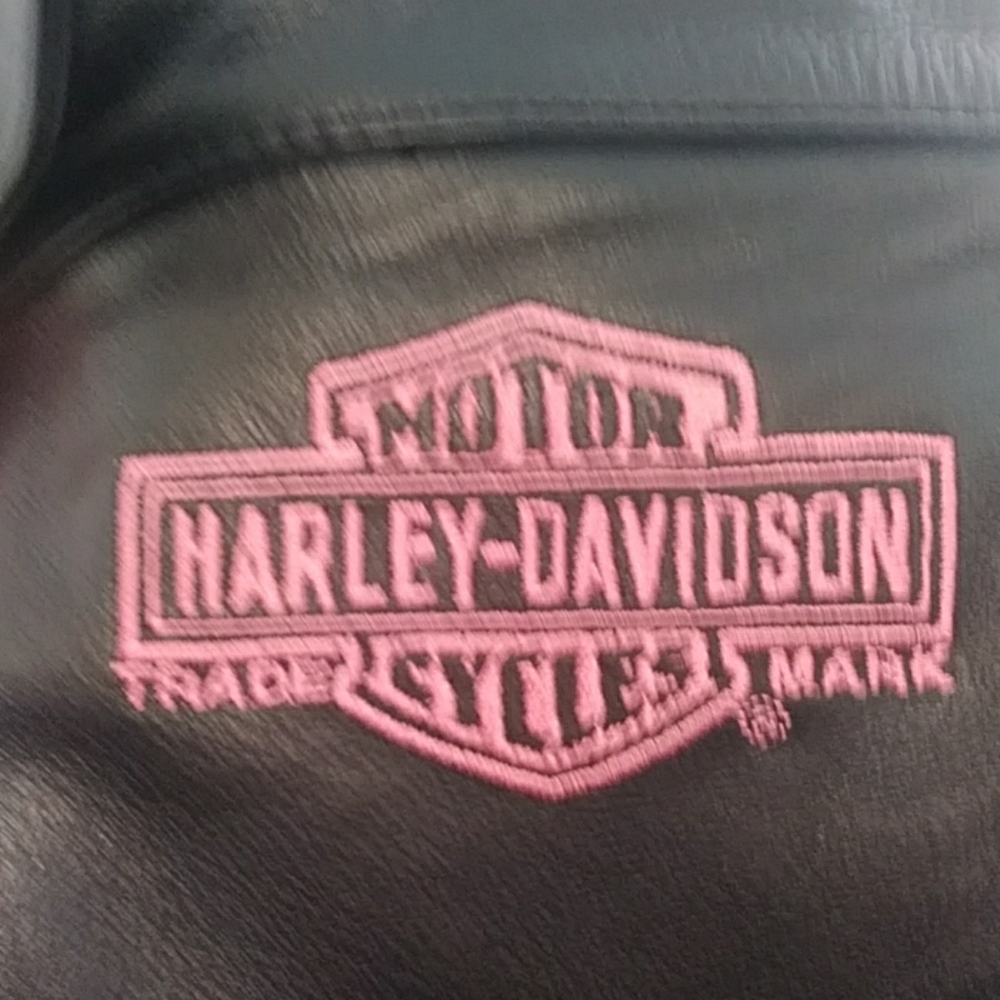 MOTOR
HARLEY-DAVIDSON
TRADE CYCLES MARK
®